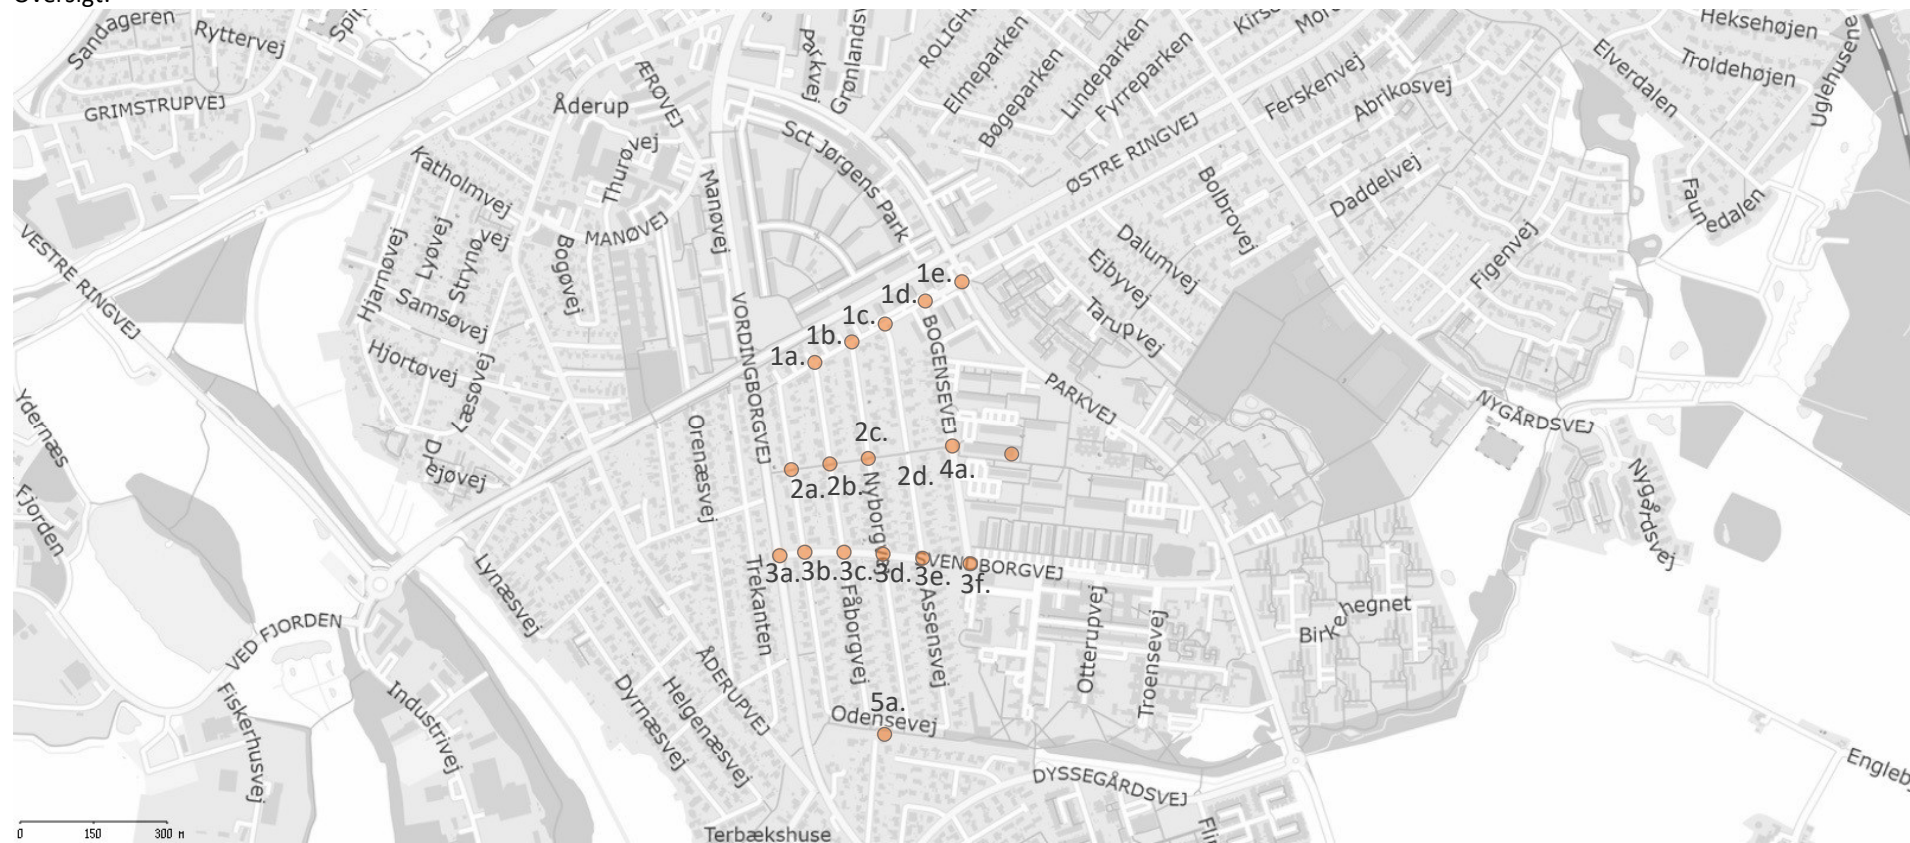 Oversigt:
Sandageren
Ryttervej
GRIMSTRUPVEJ
Åderup
ÆRØVEJ
Thurøvej
Parkvej
Elmeparken
Bøgeparken
Lindeparken
Fyrreparken
Ferskenvej
Abrikosvej
Elverdalen
Heksehøjen
Troldehøjen
Uglehusene
Sct Jørgens Park
ØSTRE RINGVEJ
Bolbrovej
Daddelvej
Faunedalen
Katholmvej
Manøvej
MANØVEJ
Bogøvej
Lyøvej
Strynøvej
Hjarnøvej
Samsøvej
Hjortøvej
Læsøvej
Drejøvej
VESTRE RINGVEJ
VORDINGBORGVEJ
1a.
1b.
1c.
1d.
1e.
BOGENSEVEJ
Dalumvej
Ejbyvej
Tarupvej
Figenvej
PARKVEJ
NYGÅRDSVEJ
Nygårdsvej
Ydernæs
Fjorden
Orenæsvej
2a.
2b.
2c.
2d.
4a.
Nyborgvej
3a.
3b.
3c.
3d.
3e.
3f.
SVENDBORGVEJ
Trekanten
Fåborgvej
Assensvej
Otterupvej
Troensevej
Birkehegnet
Lynæsvej
VED FJORDEN
Fiskerhusvej
Industrivej
Dyrnæsvej
Helgenæsvej
ÅDERUPVEJ
5a.
Odensevej
DYSSEGÅRDSVEJ
Terbækshuse
0 150 300 M